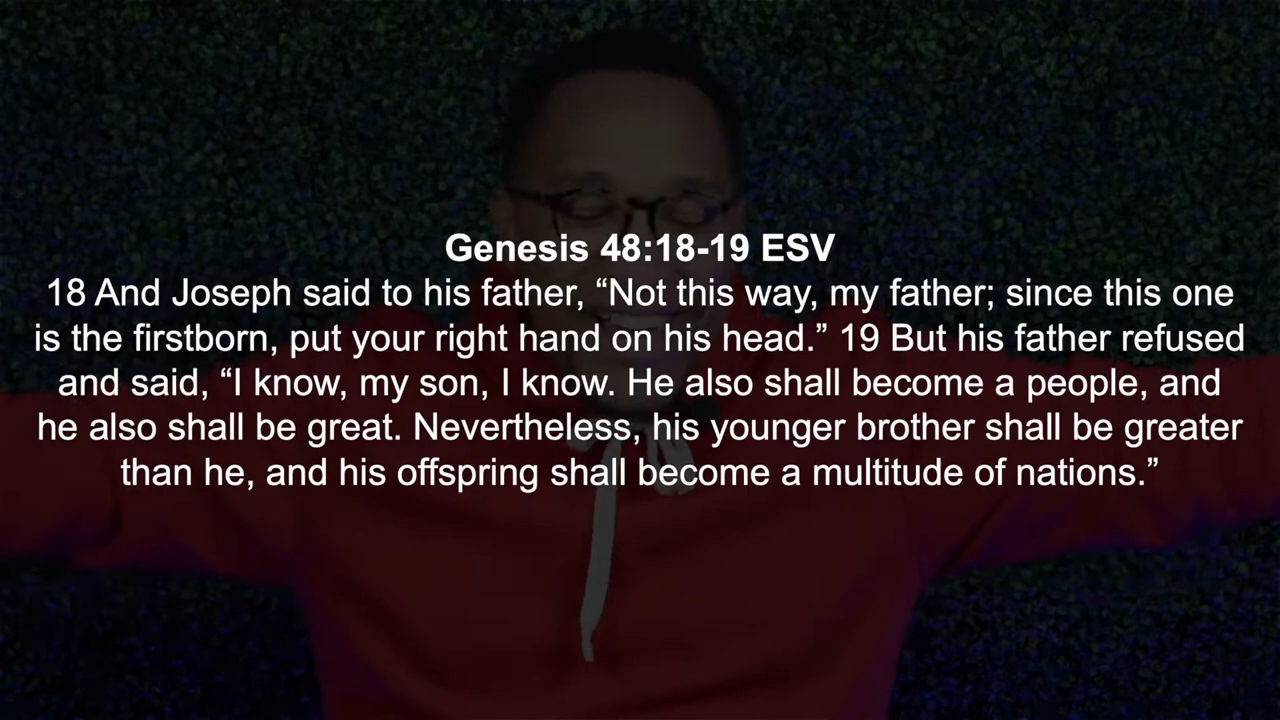 Genesis 48:18-19 ESV
18 And Joseph said to his father, “Not this way, my father; since this one
is the firstborn, put your right hand on his head.” 19 But his father refused
and said, “I know, my son, I know. He also shall become a people, and
he also shall be great. Nevertheless, his younger brother shall be greater
than he, and his offspring shall become a multitude of nations.”